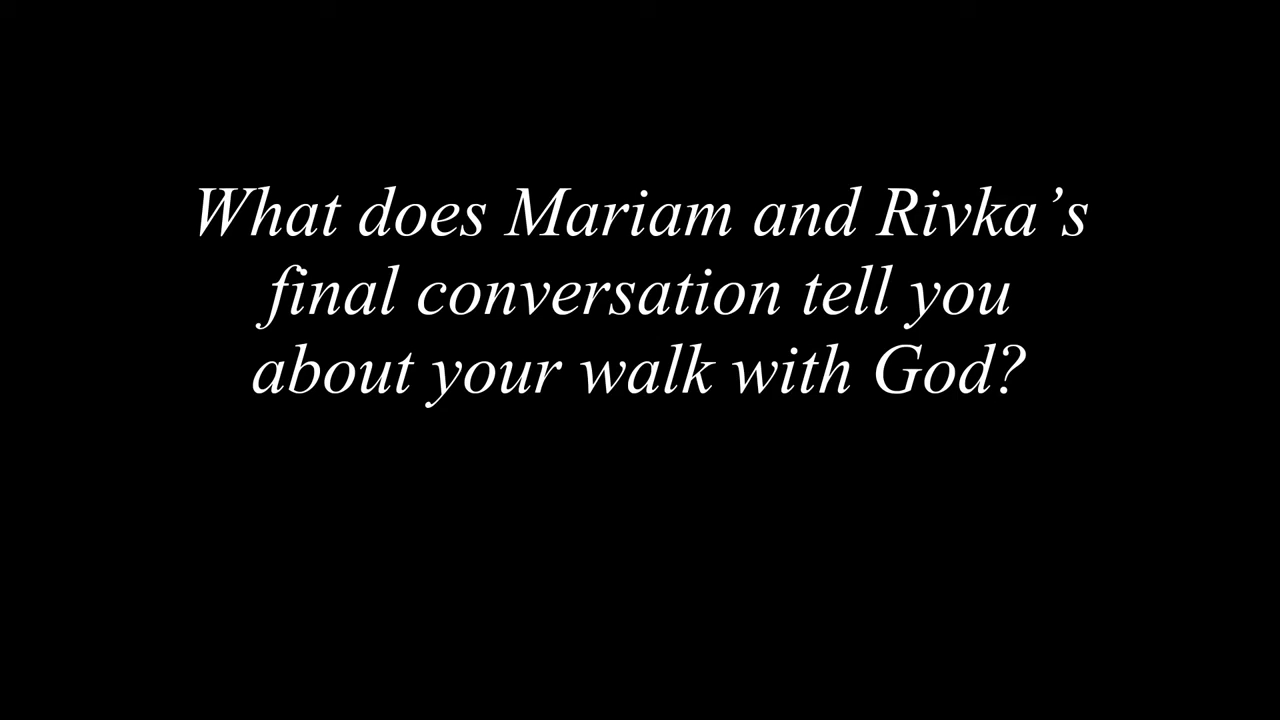 What does Mariam and Rivka’s
final conversation tell you
about your walk with God?